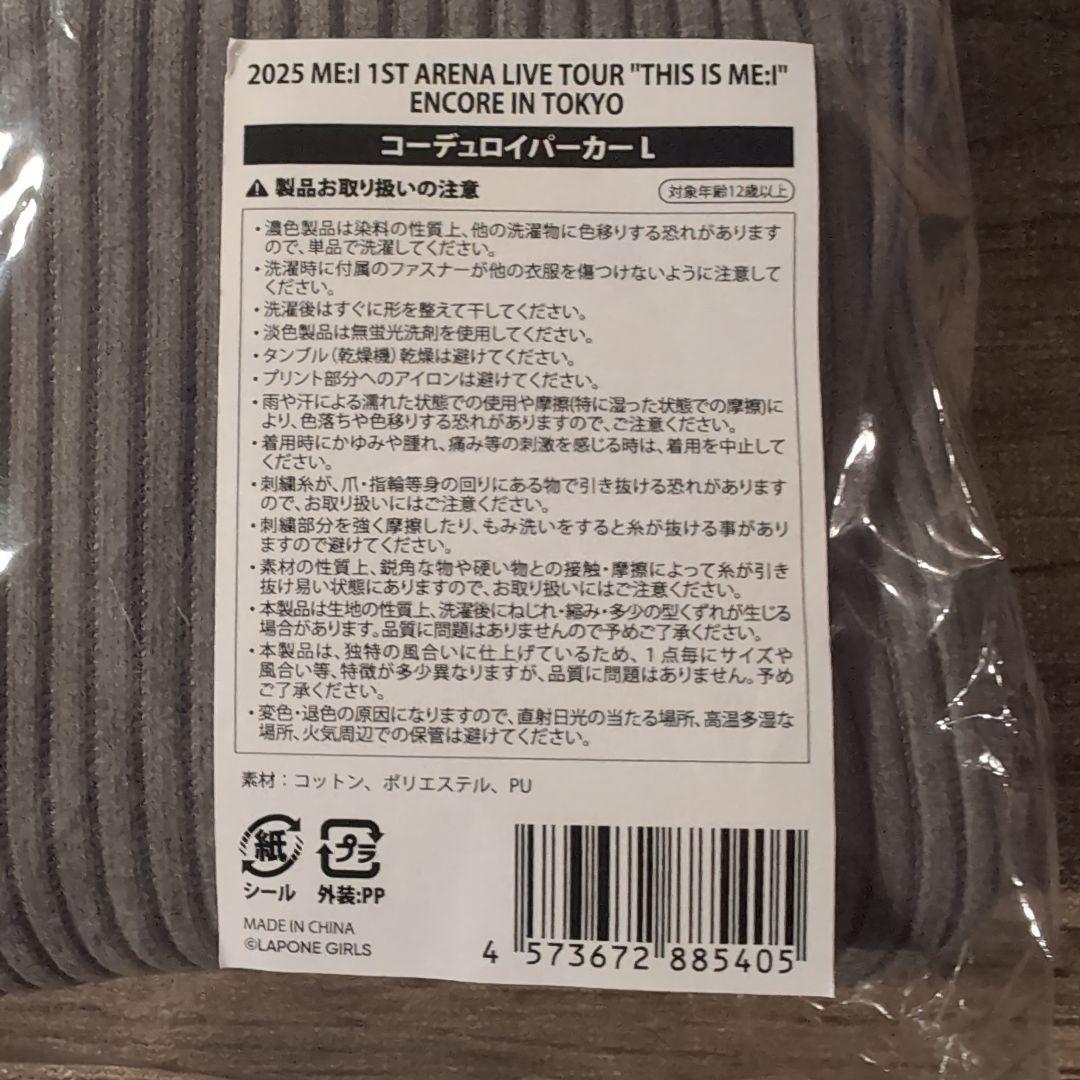 2025 ME:I 1ST ARENA LIVE TOUR "THIS IS ME:I"
ENCORE IN TOKYO
コーデュロイパーカー L
製品お取り扱いの注意
対象年齢12歳以上
・濃色製品は染料の性質上、他の洗濯物に色移りする恐れがあります
ので、単品で洗濯してください。
・洗濯時に付属のファスナーが他の衣服を傷つけないように注意して
ください。
・洗濯後はすぐに形を整えて干してください。
・淡色製品は無蛍光洗剤を使用してください。
・タンブル(乾燥機)乾燥は避けてください。
・プリント部分へのアイロンは避けてください。
・雨や汗による濡れた状態での使用や摩擦(特に湿った状態での摩擦)に
より、色落ちや色移りする恐れがありますので、ご注意ください。
・着用時にかゆみや腫れ、痛み等の刺激を感じる時は、着用を中止して
ください。
・刺繍糸が、爪・指輪等身の回りにある物で引き抜ける恐れがあります
ので、お取り扱いにはご注意ください。
・刺繍部分を強く摩擦したり、もみ洗いをすると糸が抜ける事があり
ますので避けてください。
・素材の性質上、鋭角な物や硬い物との接触・摩擦によって糸が引き
抜け易い状態にありますので、お取り扱いにはご注意ください。
・本製品は生地の性質上、洗濯後にねじれ・縮み・多少の型くずれが生じる
場合があります。品質に問題はありませんので予めご了承ください。
・本製品は、独特の風合いに仕上げているため、1点毎にサイズや
風合い等、特徴が多少異なりますが、品質に問題はありません。予め
ご了承ください。
・変色・退色の原因になりますので、直射日光の当たる場所、高温多湿な
場所、火気周辺での保管は避けてください。
素材：コットン、ポリエステル、PU
紙
プラ
シール
外装:PP
MADE IN CHINA
©LAPONE GIRLS
4 573672 885405